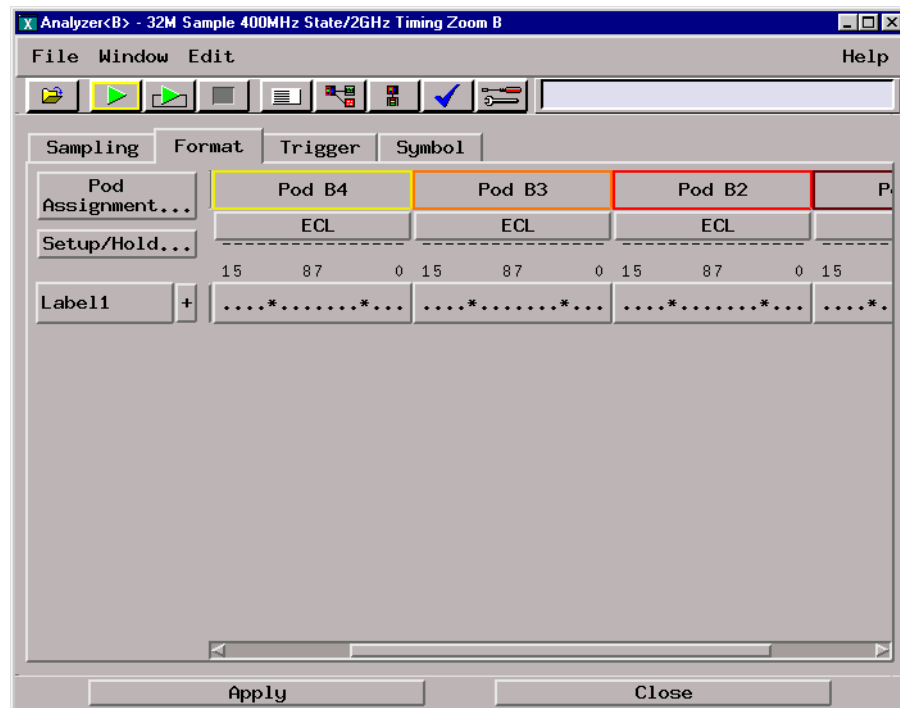 Analyzer<B> - 32M Sample 400MHz State/2GHz Timing Zoom B
File Window Edit Help
Sampling Format Trigger Symbol
Pod Assignment...
Pod B4 Pod B3 Pod B2 P
ECL ECL ECL
Setup/Hold...
15 87 0 15 87 0 15 87 0 15
Label1 + ....*.......*... ....*.......*... ....*.......*... ....*.
Apply Close